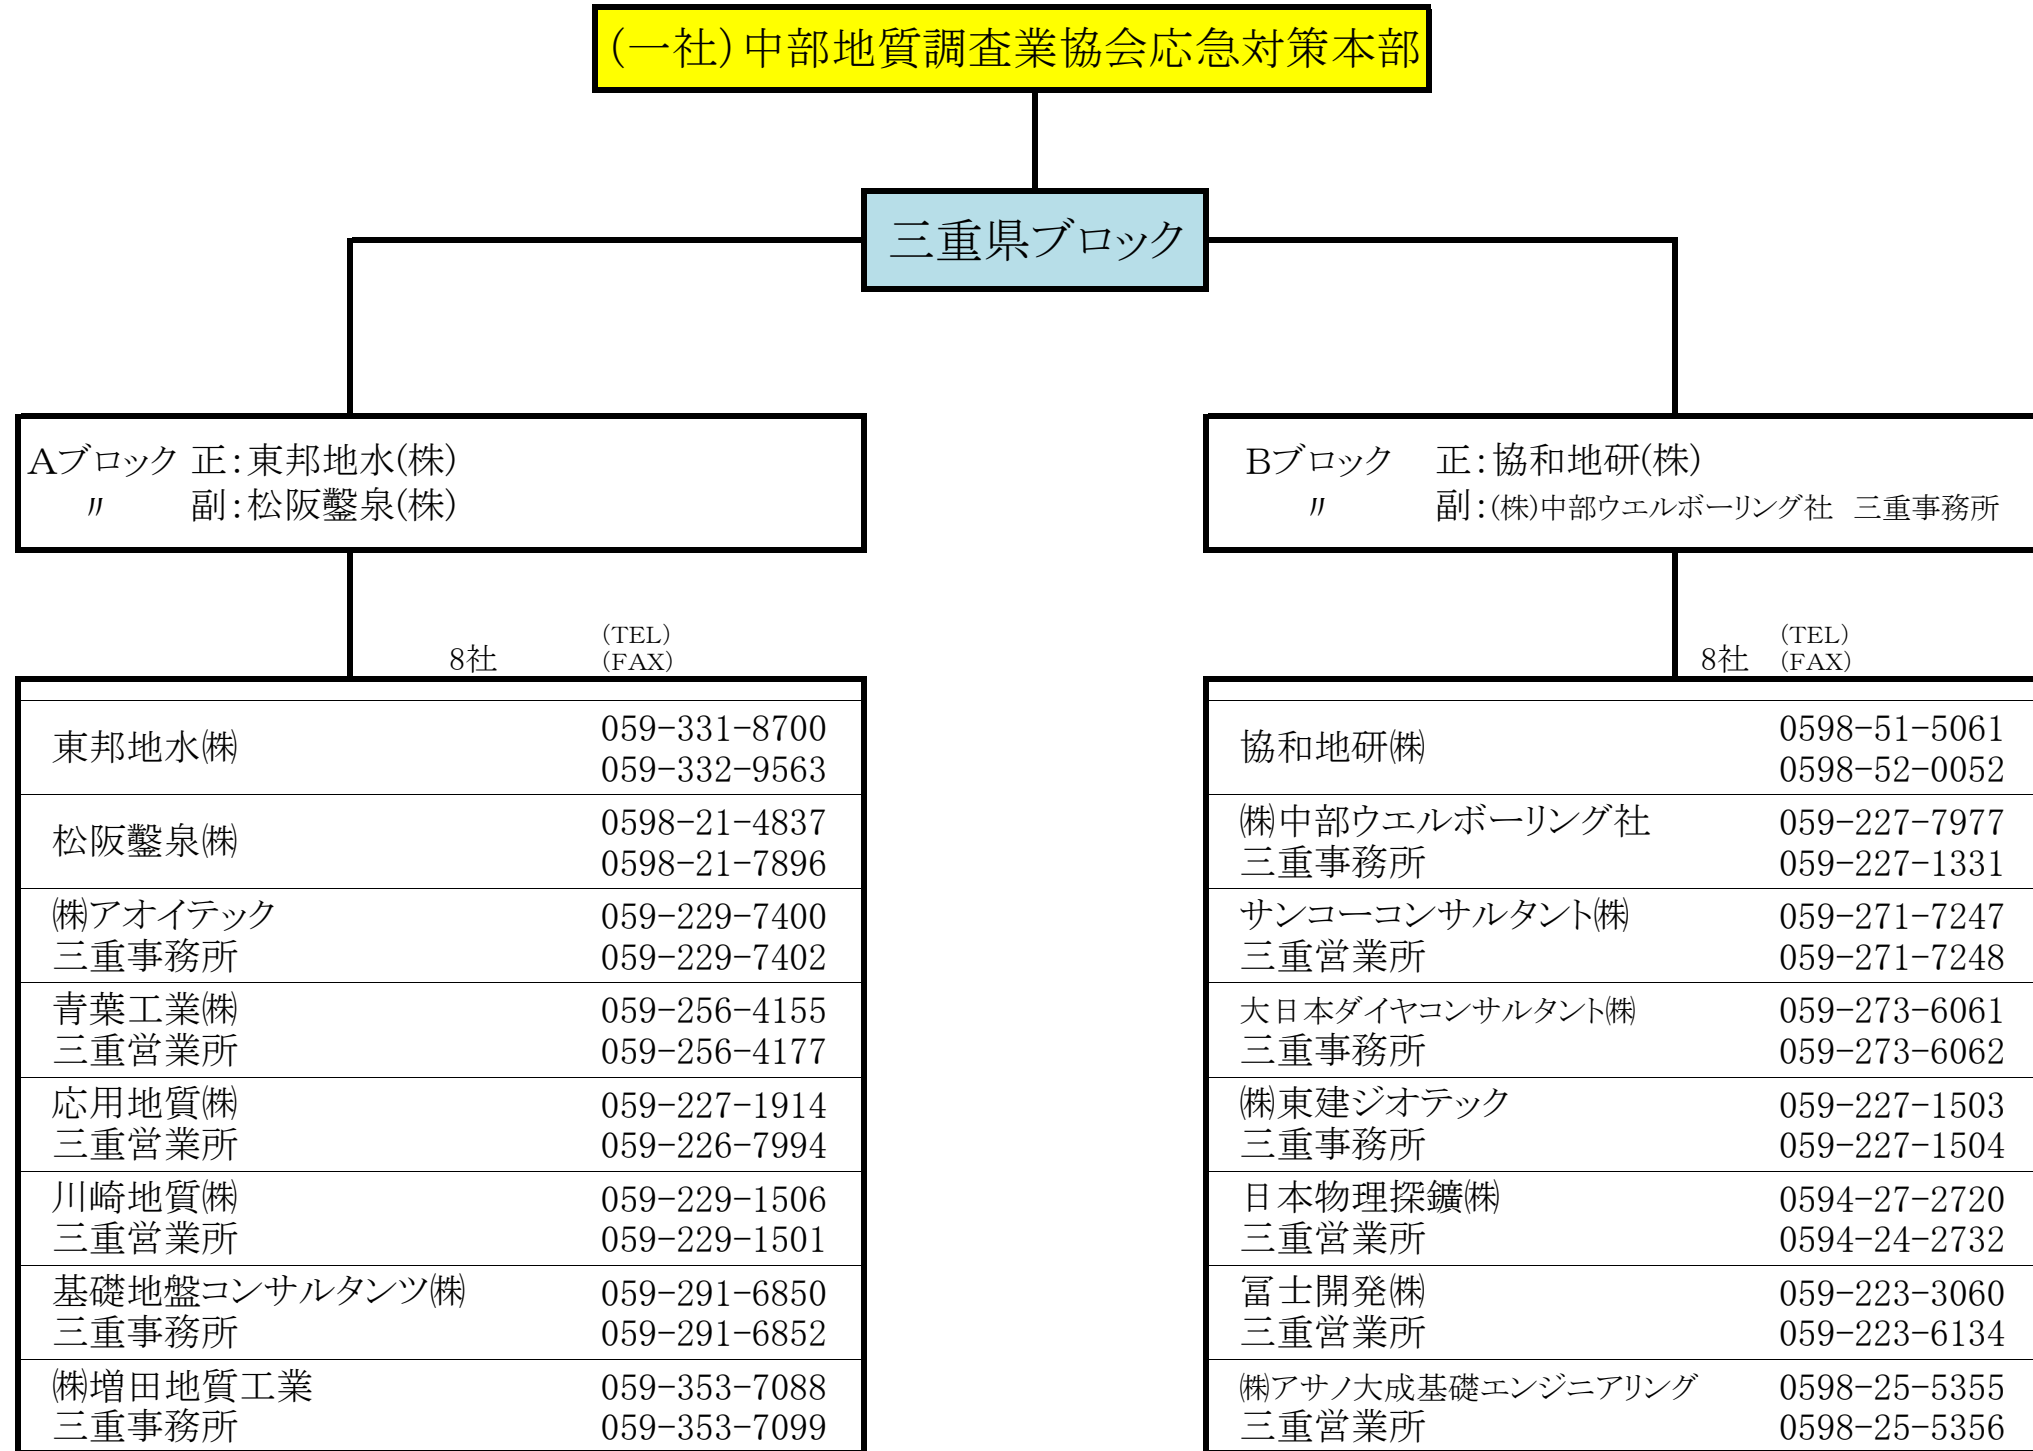 (一社)中部地質調査業協会応急対策本部
三重県ブロック
Aブロック 正:東邦地水(株)
〃 副:松阪鑿泉(株)
8社 (TEL)
(FAX)
東邦地水㈱ 059-331-8700
059-332-9563
松阪鑿泉㈱ 0598-21-4837
0598-21-7896
㈱アオイテック 059-229-7400
三重事務所 059-229-7402
青葉工業㈱ 059-256-4155
三重営業所 059-256-4177
応用地質㈱ 059-227-1914
三重営業所 059-226-7994
川崎地質㈱ 059-229-1506
三重営業所 059-229-1501
基礎地盤コンサルタンツ㈱ 059-291-6850
三重事務所 059-291-6852
㈱増田地質工業 059-353-7088
三重事務所 059-353-7099
Bブロック 正:協和地研(株)
〃 副:(株)中部ウエルボーリング社 三重事務所
8社 (TEL)
(FAX)
協和地研㈱ 0598-51-5061
0598-52-0052
㈱中部ウエルボーリング社 059-227-7977
三重事務所 059-227-1331
サンコーコンサルタント㈱ 059-271-7247
三重営業所 059-271-7248
大日本ダイヤコンサルタント㈱ 059-273-6061
三重事務所 059-273-6062
㈱東建ジオテック 059-227-1503
三重事務所 059-227-1504
日本物理探鑛㈱ 0594-27-2720
三重営業所 0594-24-2732
冨士開発㈱ 059-223-3060
三重営業所 059-223-6134
㈱アサノ大成基礎エンジニアリング 0598-25-5355
三重営業所 0598-25-5356